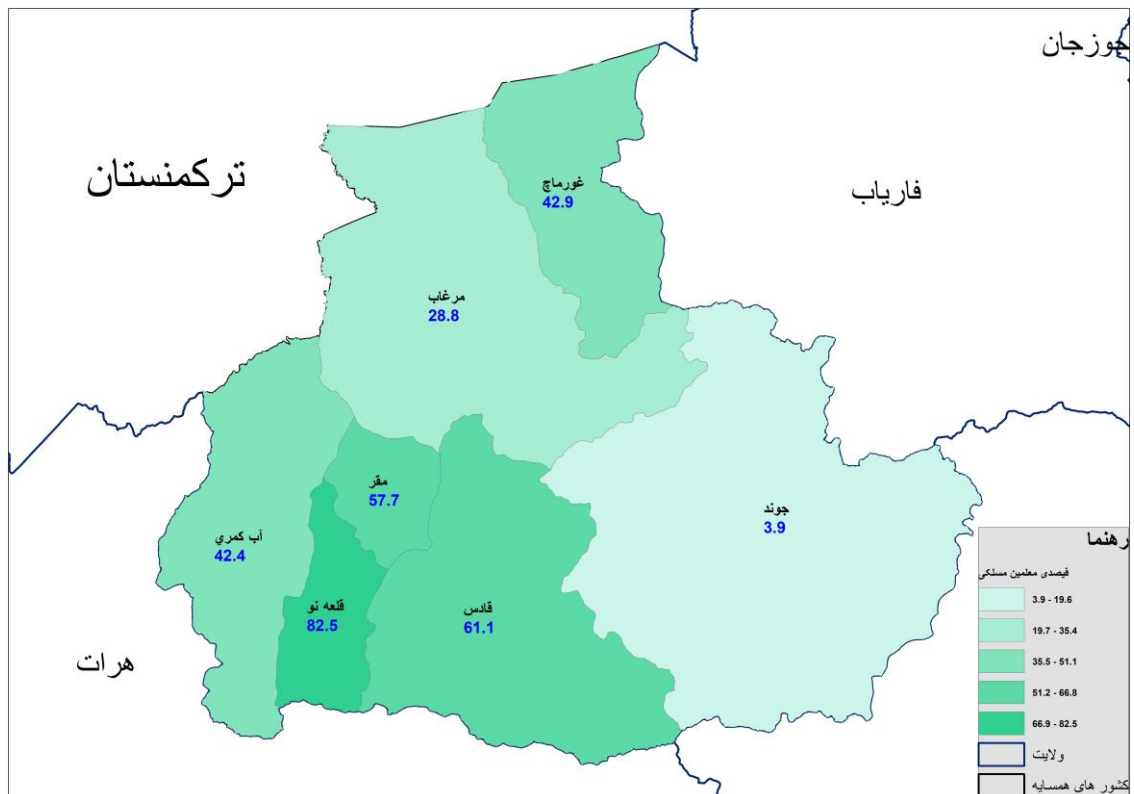 جوزجان
ترکمنستان
فاریاب
غورماچ
42.9
مرغاب
28.8
مقر
57.7
جوند
3.9
آب کمري
42.4
قلعه نو
82.5
قادس
61.1
هرات
رهنما
فیصدی معلمین مسلکی
3.9 - 19.6
19.7 - 35.4
35.5 - 51.1
51.2 - 66.8
66.9 - 82.5
ولایت
کشور های همسایه